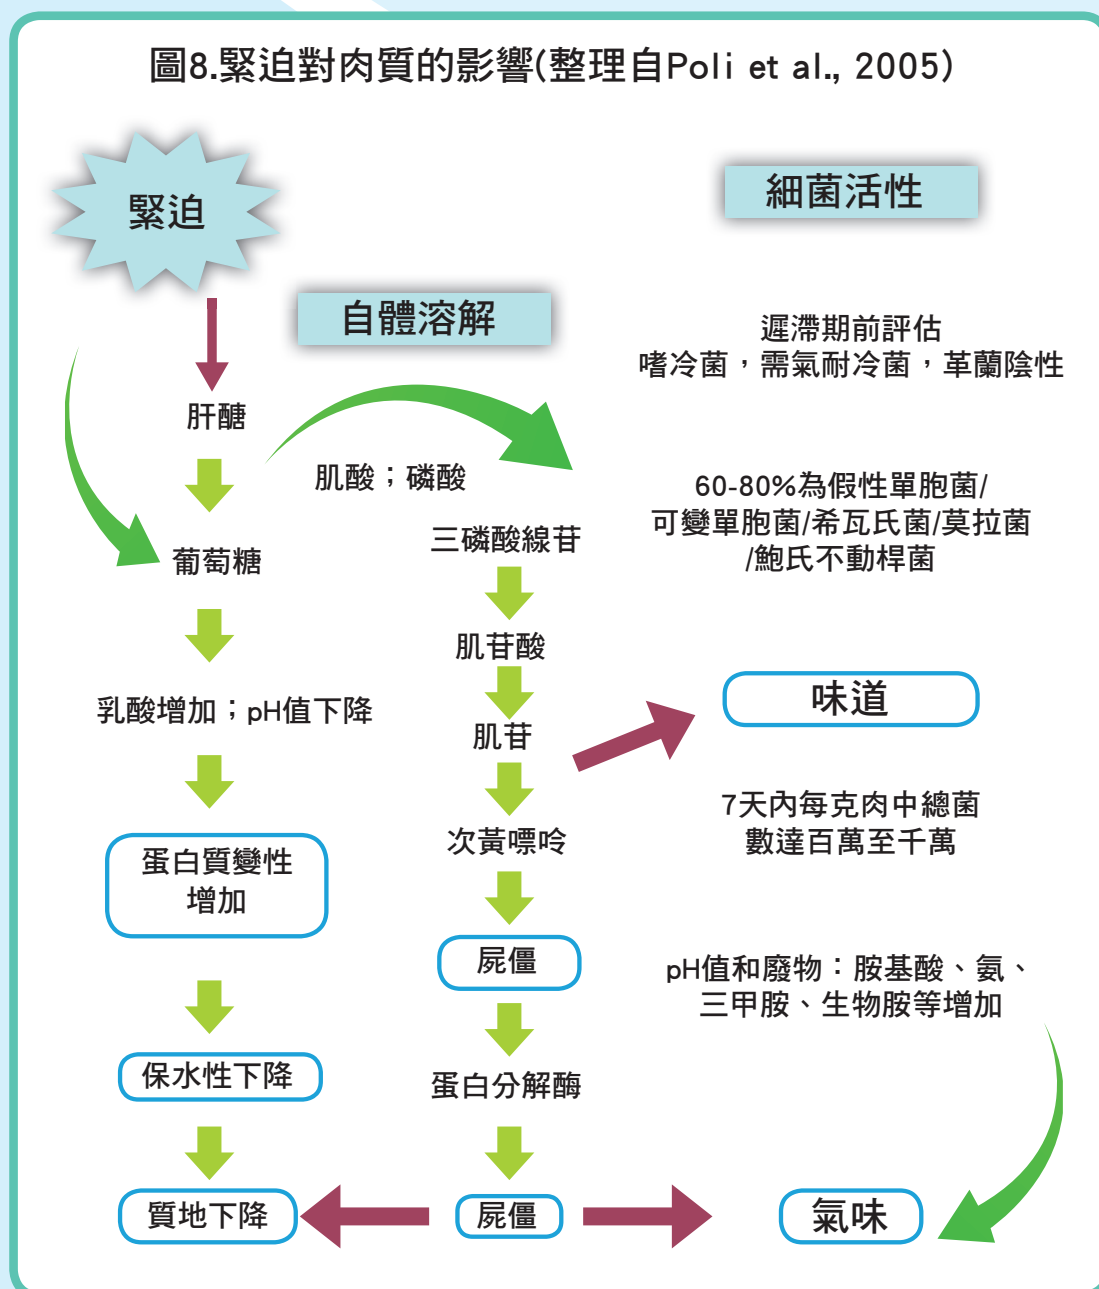 圖8.緊迫對肉質的影響(整理自Poli et al., 2005)
緊迫
肝醣
葡萄糖
乳酸增加；pH值下降
蛋白質變性
增加
保水性下降
質地下降
自體溶解
肌酸；磷酸
三磷酸線苷
肌苷酸
肌苷
次黃嘌呤
屍僵
蛋白分解酶
屍僵
細菌活性
遲滯期前評估
嗜冷菌，需氧耐冷菌，革蘭陰性
60-80%為假性單胞菌/
可變單胞菌/希瓦氏菌/莫拉菌
/鮑氏不動桿菌
味道
7天內每克肉中總菌
數達百萬至千萬
pH值和廢物：胺基酸、氨、
三甲胺、生物胺等增加
氣味